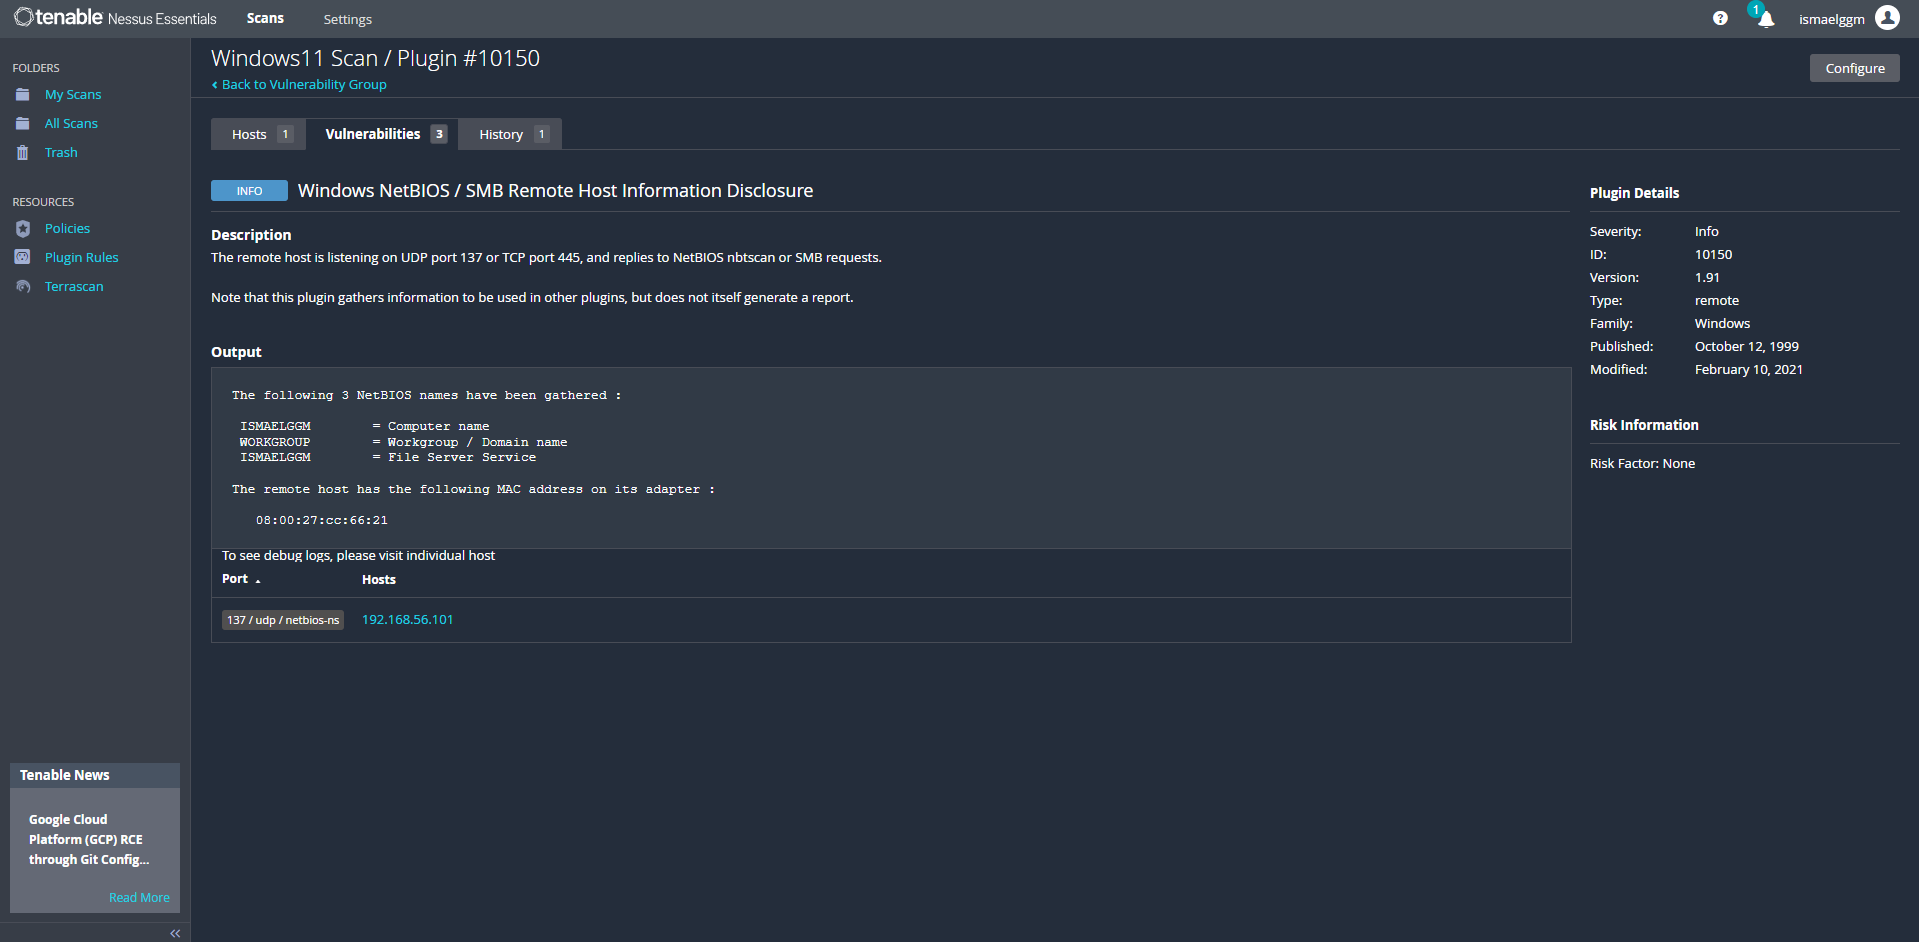 tenable Nessus Essentials
Scans
Settings
?
1
ismaelggm
FOLDERS
My Scans
All Scans
Trash
RESOURCES
Policies
Plugin Rules
Terrascan
Windows11 Scan / Plugin #10150
‹ Back to Vulnerability Group
Configure
Hosts 1
Vulnerabilities 3
History 1
INFO Windows NetBIOS / SMB Remote Host Information Disclosure
Description
The remote host is listening on UDP port 137 or TCP port 445, and replies to NetBIOS nbtscan or SMB requests.
Note that this plugin gathers information to be used in other plugins, but does not itself generate a report.
Output
The following 3 NetBIOS names have been gathered :
ISMAELGGM = Computer name
WORKGROUP = Workgroup / Domain name
ISMAELGGM = File Server Service
The remote host has the following MAC address on its adapter :
08:00:27:cc:66:21
To see debug logs, please visit individual host
Port Hosts
137 / udp / netbios-ns 192.168.56.101
Plugin Details
Severity: Info
ID: 10150
Version: 1.91
Type: remote
Family: Windows
Published: October 12, 1999
Modified: February 10, 2021
Risk Information
Risk Factor: None
Tenable News
Google Cloud
Platform (GCP) RCE
through Git Config...
Read More